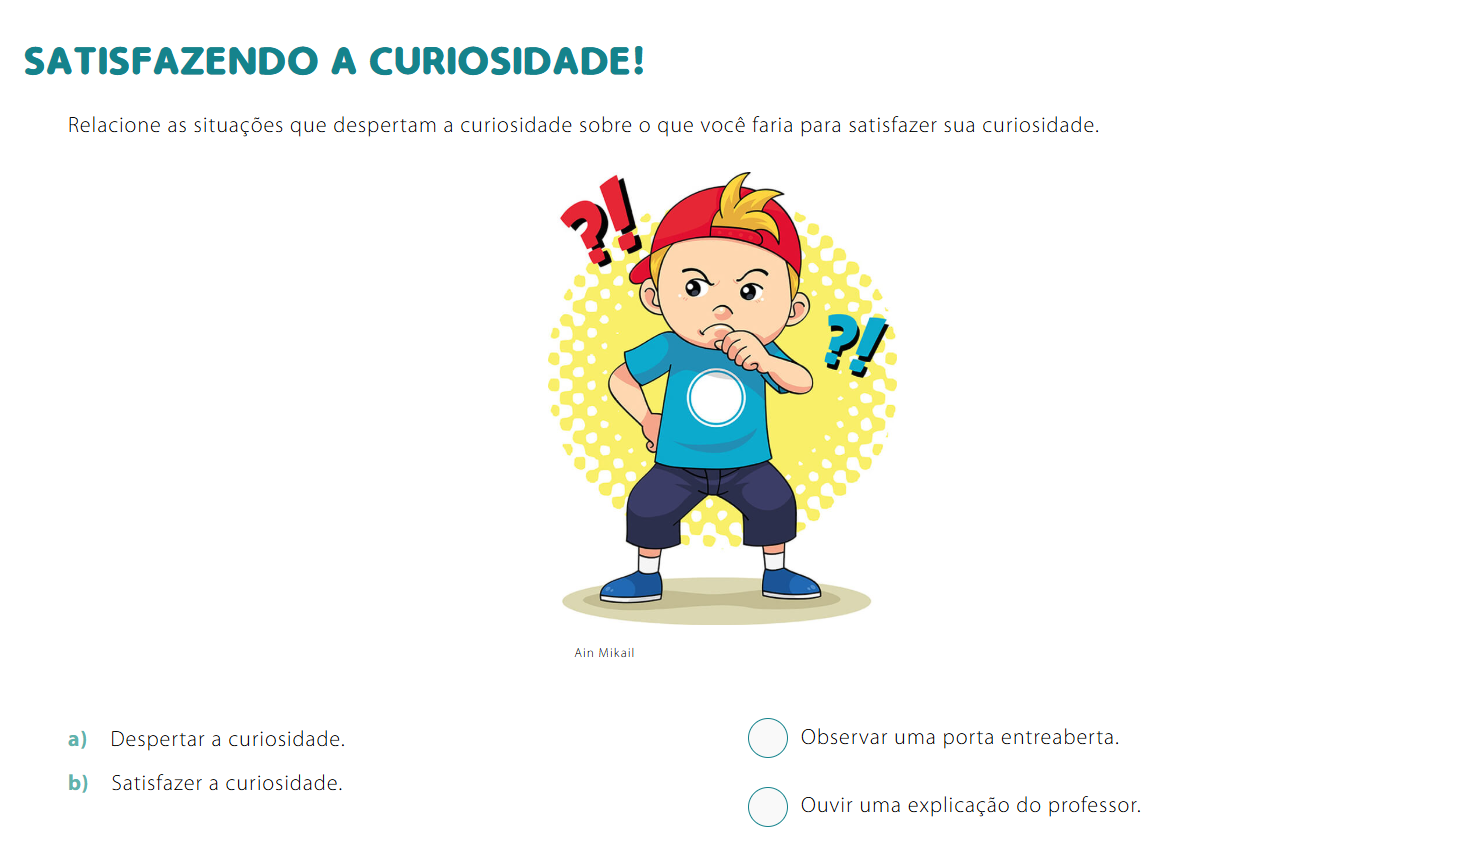 SATISFAZENDO A CURIOSIDADE!
Relacione as situações que despertam a curiosidade sobre o que você faria para satisfazer sua curiosidade.
?!
?!
Ain Mikail
a) Despertar a curiosidade.
b) Satisfazer a curiosidade.
Observar uma porta entreaberta.
Ouvir uma explicação do professor.